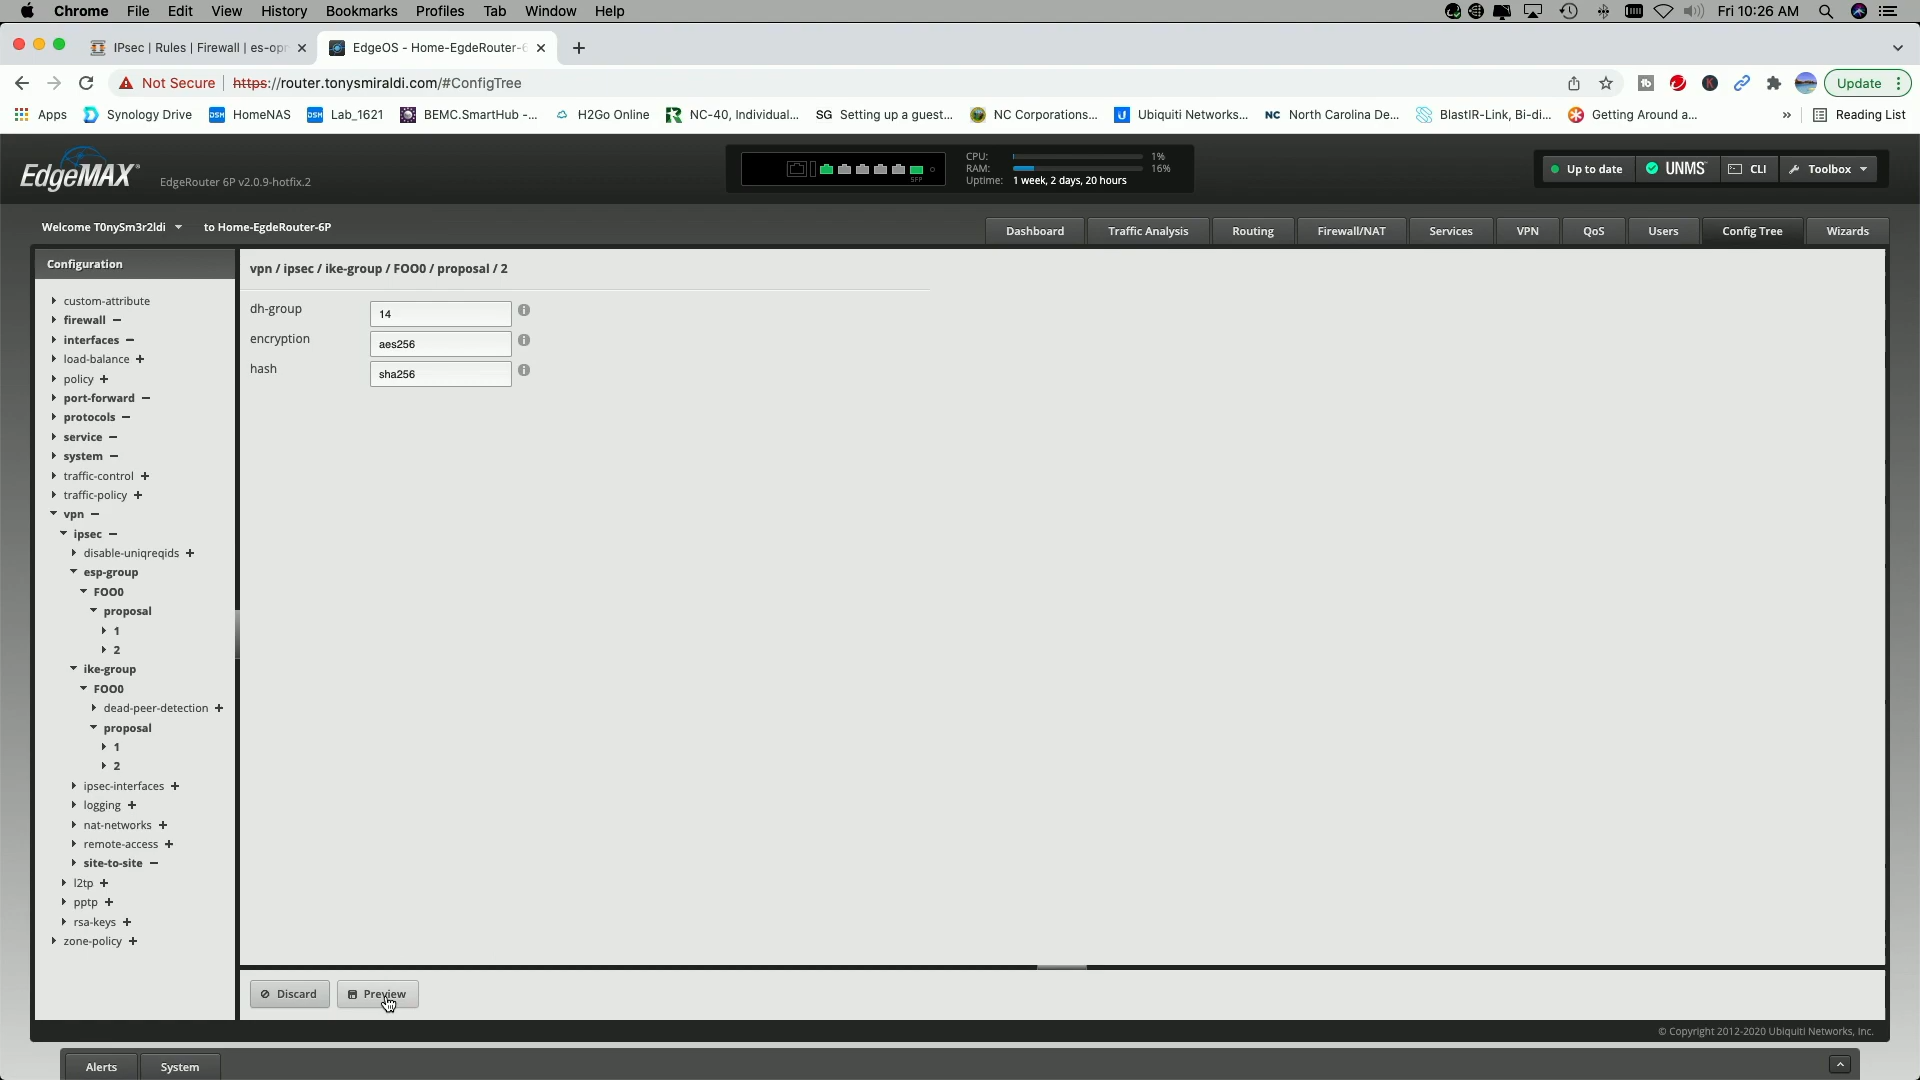 Chrome File Edit View History Bookmarks Profiles Tab Window Help Fri 10:26 AM
IPsec | Rules | Firewall | es-opn EdgeOS - Home-EgdeRouter-6
Not Secure https://router.tonysmiraldi.com/#ConfigTree Update
Apps Synology Drive HomeNAS Lab_1621 BEMC.SmartHub -... H2Go Online NC-40, Individual... SG Setting up a guest... NC Corporations... Ubiquiti Networks... NC North Carolina De... BlastIR-Link, Bi-di... Getting Around a... » Reading List
EdgeMAX EdgeRouter 6P v2.0.9-hotfix.2
SFP
CPU: 1%
RAM: 16%
Uptime: 1 week, 2 days, 20 hours
Up to date UNMS CLI Toolbox
Welcome T0nySm3r2ldi to Home-EgdeRouter-6P
Dashboard Traffic Analysis Routing Firewall/NAT Services VPN QoS Users Config Tree Wizards
Configuration
custom-attribute
firewall −
interfaces −
load-balance +
policy +
port-forward −
protocols −
service −
system −
traffic-control +
traffic-policy +
vpn −
ipsec −
disable-uniqreqids +
esp-group
FOO0
proposal
1
2
ike-group
FOO0
dead-peer-detection +
proposal
1
2
ipsec-interfaces +
logging +
nat-networks +
remote-access +
site-to-site −
l2tp +
pptp +
rsa-keys +
zone-policy +
vpn / ipsec / ike-group / FOO0 / proposal / 2
dh-group 14
encryption aes256
hash sha256
Discard Preview
© Copyright 2012-2020 Ubiquiti Networks, Inc.
Alerts System